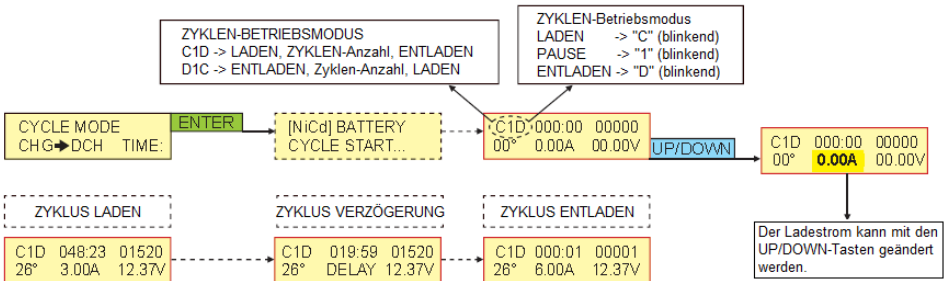 ZYKLEN-BETRIEBSMODUS
C1D -> LADEN, ZYKLEN-Anzahl, ENTLADEN
D1C -> ENTLADEN, Zyklen-Anzahl, LADEN
ZYKLEN-Betriebsmodus
LADEN -> "C" (blinkend)
PAUSE -> "1" (blinkend)
ENTLADEN -> "D" (blinkend)
CYCLE MODE
CHG➔DCH TIME:
ENTER
[NiCd] BATTERY
CYCLE START...
C1D 000:00 00000
00° 0.00A 00.00V
UP/DOWN
C1D 000:00 00000
00° 0.00A 00.00V
Der Ladestrom kann mit den
UP/DOWN-Tasten geändert
werden.
ZYKLUS LADEN
C1D 048:23 01520
26° 3.00A 12.37V
ZYKLUS VERZÖGERUNG
C1D 019:59 01520
26° DELAY 12.37V
ZYKLUS ENTLADEN
C1D 000:01 00001
26° 6.00A 12.37V